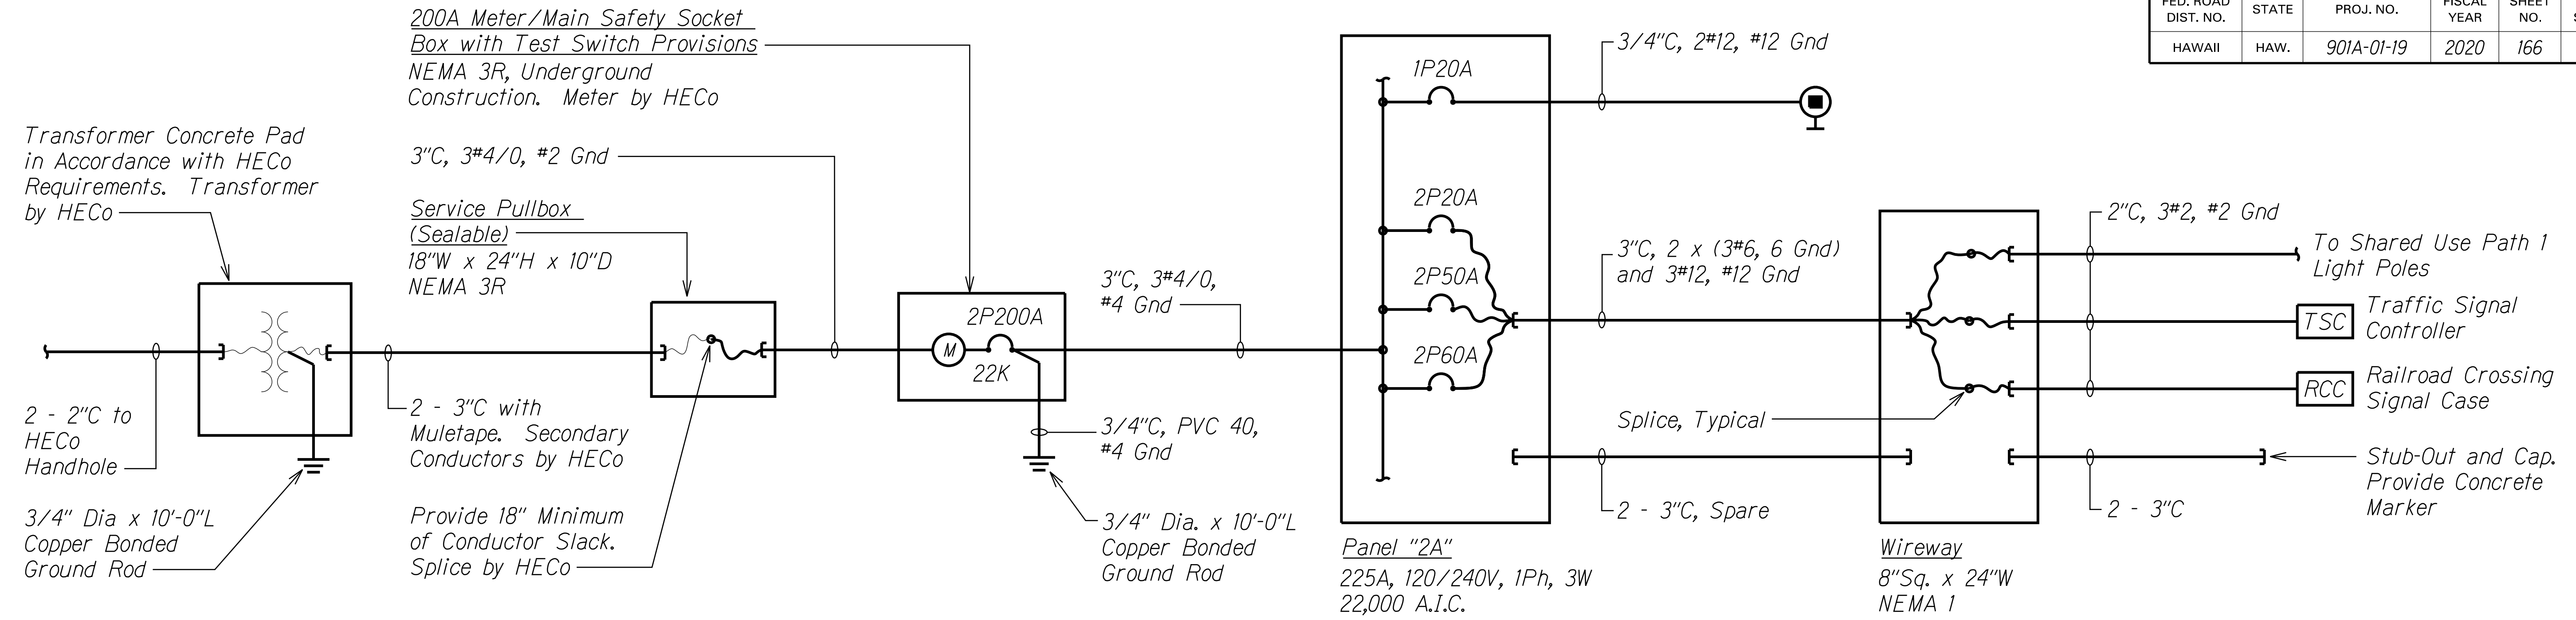 200A Meter/Main Safety Socket
Box with Test Switch Provisions
NEMA 3R, Underground
Construction. Meter by HECo
Transformer Concrete Pad
in Accordance with HECo
Requirements. Transformer
by HECo
3"C, 3#4/0, #2 Gnd
Service Pullbox
(Sealable)
18"W x 24"H x 10"D
NEMA 3R
2 - 2"C to
HECo
Handhole
3/4" Dia x 10'-0"L
Copper Bonded
Ground Rod
2 - 3"C with
Muletape. Secondary
Conductors by HECo
Provide 18" Minimum
of Conductor Slack.
Splice by HECo
2P200A
M
22K
3"C, 3#4/0,
#4 Gnd
3/4"C, PVC 40,
#4 Gnd
3/4" Dia. x 10'-0"L
Copper Bonded
Ground Rod
1P20A
2P20A
2P50A
2P60A
Panel "2A"
225A, 120/240V, 1Ph, 3W
22,000 A.I.C.
3/4"C, 2#12, #12 Gnd
3"C, 2 x (3#6, 6 Gnd)
and 3#12, #12 Gnd
Splice, Typical
2 - 3"C, Spare
Wireway
8"Sq. x 24"W
NEMA 1
2"C, 3#2, #2 Gnd
To Shared Use Path 1
Light Poles
TSC
Traffic Signal
Controller
RCC
Railroad Crossing
Signal Case
Stub-Out and Cap.
Provide Concrete
Marker
2 - 3"C
FED. ROAD
DIST. NO.
STATE
PROJ. NO.
FISCAL
YEAR
SHEET
NO.
HAWAII
HAW.
901A-01-19
2020
166